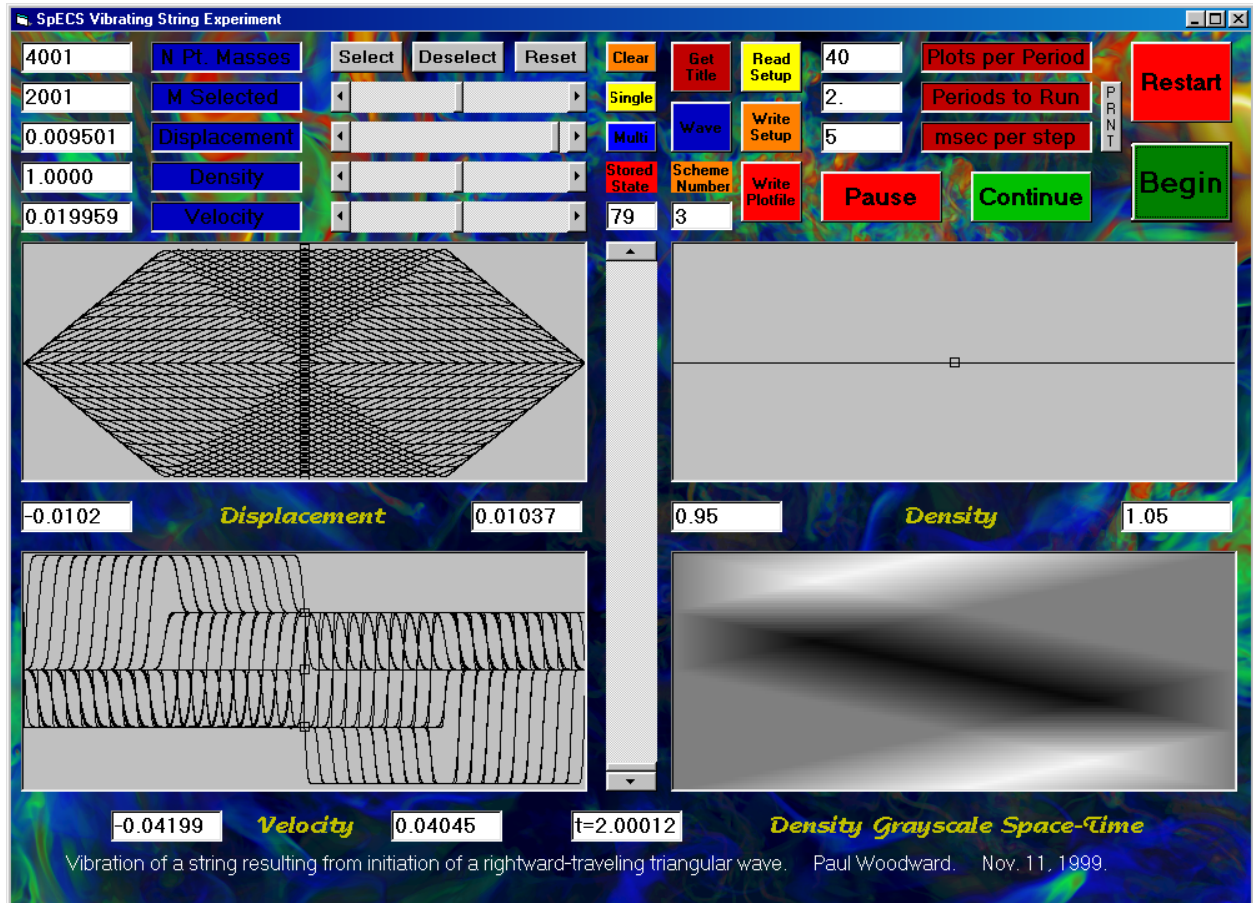 SpECS Vibrating String Experiment
4001 N Pt. Masses Select Deselect Reset Clear Get Title Read Setup 40 Plots per Period Restart
2001 M Selected Single 2. Periods to Run PRNT
0.009501 Displacement Multi Wave Write Setup 5 msec per step
1.0000 Density Stored State Scheme Number Write Plotfile Pause Continue Begin
0.019959 Velocity 79 3
-0.0102 Displacement 0.01037 0.95 Density 1.05
-0.04199 Velocity 0.04045 t=2.00012 Density Grayscale Space-Time
Vibration of a string resulting from initiation of a rightward-traveling triangular wave. Paul Woodward. Nov. 11, 1999.